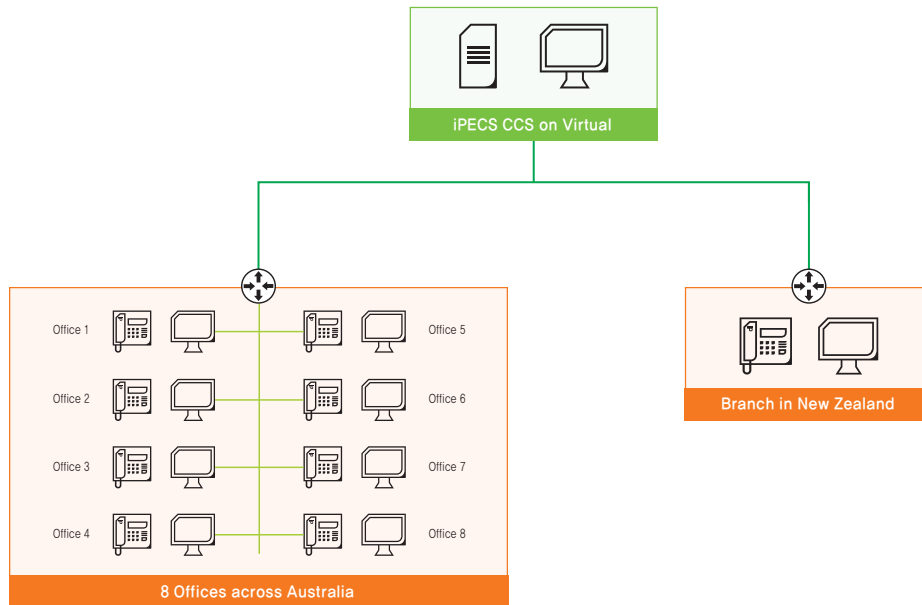 iPECS CCS on Virtual
Office 1
Office 5
Office 2
Office 6
Office 3
Office 7
Office 4
Office 8
8 Offices across Australia
Branch in New Zealand